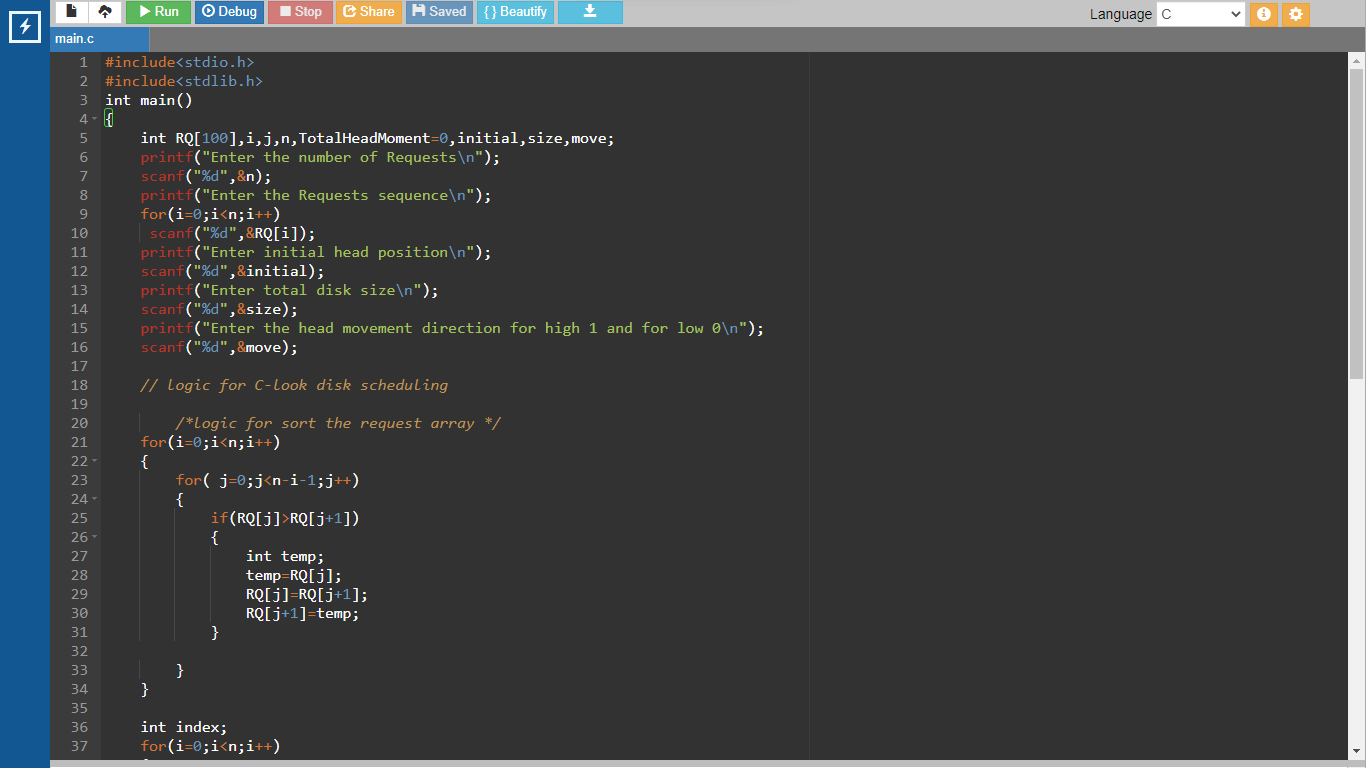 Run Debug Stop Share Saved { } Beautify Language C
main.c
1 #include<stdio.h>
2 #include<stdlib.h>
3 int main()
4 {
5 int RQ[100],i,j,n,TotalHeadMoment=0,initial,size,move;
6 printf("Enter the number of Requests\n");
7 scanf("%d",&n);
8 printf("Enter the Requests sequence\n");
9 for(i=0;i<n;i++)
10 scanf("%d",&RQ[i]);
11 printf("Enter initial head position\n");
12 scanf("%d",&initial);
13 printf("Enter total disk size\n");
14 scanf("%d",&size);
15 printf("Enter the head movement direction for high 1 and for low 0\n");
16 scanf("%d",&move);
17
18 // logic for C-look disk scheduling
19
20 /*logic for sort the request array */
21 for(i=0;i<n;i++)
22 {
23 for( j=0;j<n-i-1;j++)
24 {
25 if(RQ[j]>RQ[j+1])
26 {
27 int temp;
28 temp=RQ[j];
29 RQ[j]=RQ[j+1];
30 RQ[j+1]=temp;
31 }
32
33 }
34 }
35
36 int index;
37 for(i=0;i<n;i++)